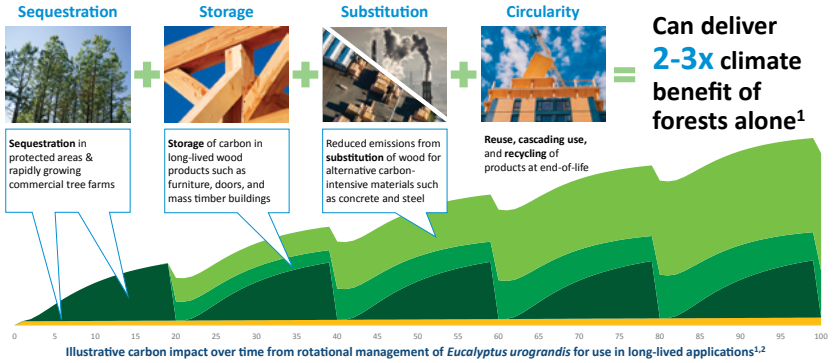 Sequestration
Storage
Substitution
Circularity
Can deliver
2-3x climate
benefit of
forests alone1
Sequestration in
protected areas &
rapidly growing
commercial tree farms
Storage of carbon in
long-lived wood
products such as
furniture, doors, and
mass timber buildings
Reduced emissions from
substitution of wood for
alternative carbon-
intensive materials such
as concrete and steel
Reuse, cascading use,
and recycling of
products at end-of-life
0 5 10 15 20 25 30 35 40 45 50 55 60 65 70 75 80 85 90 95 100
Illustrative carbon impact over time from rotational management of Eucalyptus urograndis for use in long-lived applications1,2